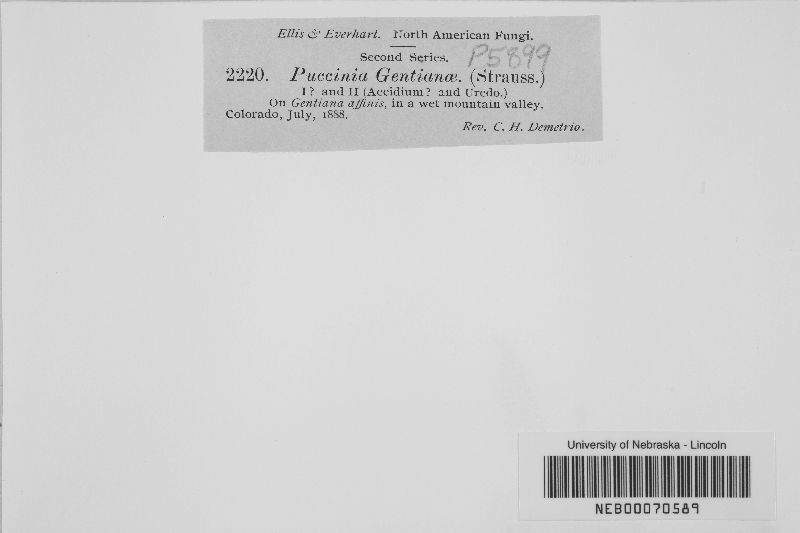 Ellis & Everhart. North American Fungi.
Second Series.
P5899
2220. Puccinia Gentianæ. (Strauss.)
I? and II (Aecidium? and Uredo.)
On Gentiana affinis, in a wet mountain valley.
Colorado, July, 1888.
Rev. C. H. Demetrio.
University of Nebraska - Lincoln
NEB00070589